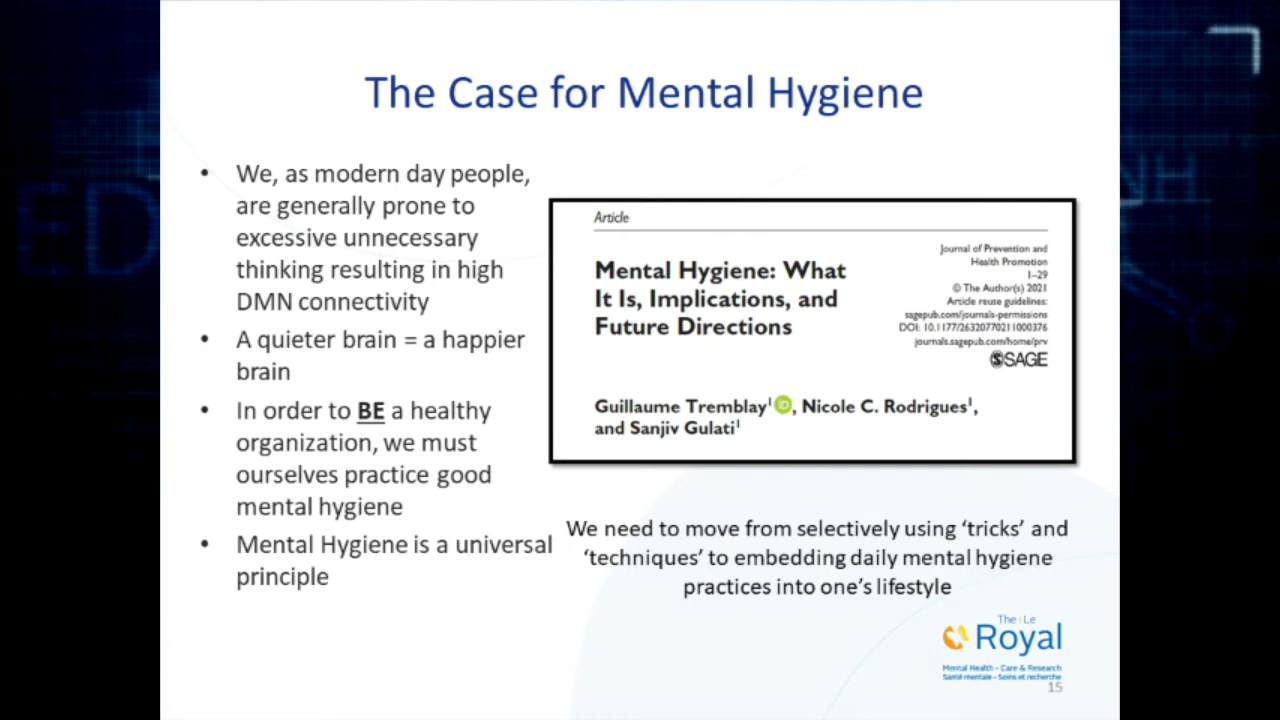 The Case for Mental Hygiene
• We, as modern day people,
are generally prone to
excessive unnecessary
thinking resulting in high
DMN connectivity
• A quieter brain = a happier
brain
• In order to BE a healthy
organization, we must
ourselves practice good
mental hygiene
• Mental Hygiene is a universal
principle
Article
Mental Hygiene: What
It Is, Implications, and
Future Directions
Journal of Prevention and
Health Promotion
1–29
© The Author(s) 2021
Article reuse guidelines:
sagepub.com/journals-permissions
DOI: 10.1177/26320770211000376
journals.sagepub.com/home/prv
SAGE
Guillaume Tremblay¹ iD, Nicole C. Rodrigues¹,
and Sanjiv Gulati¹
We need to move from selectively using ‘tricks’ and
‘techniques’ to embedding daily mental hygiene
practices into one’s lifestyle
The | Le
Royal
Mental Health - Care & Research
Santé mentale - Soins et recherche
15
ED
NH